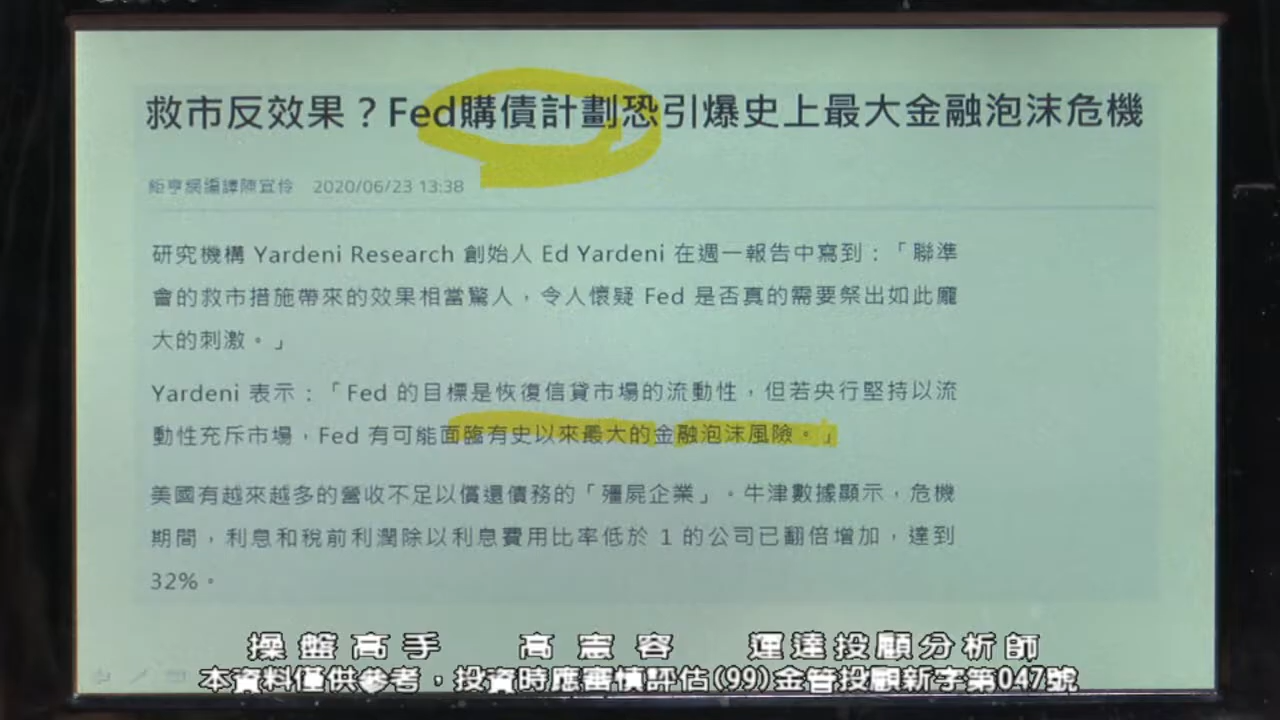 救市反效果？Fed購債計劃恐引爆史上最大金融泡沫危機
鉅亨網編譯陳宜伶 2020/06/23 13:38
研究機構 Yardeni Research 創始人 Ed Yardeni 在週一報告中寫到：「聯準
會的救市措施帶來的效果相當驚人，令人懷疑 Fed 是否真的需要祭出如此龐
大的刺激。」
Yardeni 表示：「Fed 的目標是恢復信貸市場的流動性，但若央行堅持以流
動性充斥市場，Fed 有可能面臨有史以來最大的金融泡沫風險。」
美國有越來越多的營收不足以償還債務的「殭屍企業」。牛津數據顯示，危機
期間，利息和稅前利潤除以利息費用比率低於 1 的公司已翻倍增加，達到
32%。
操盤高手 高憲容 運達投顧分析師
本資料僅供參考，投資時應審慎評估(99)金管投顧新字第047號